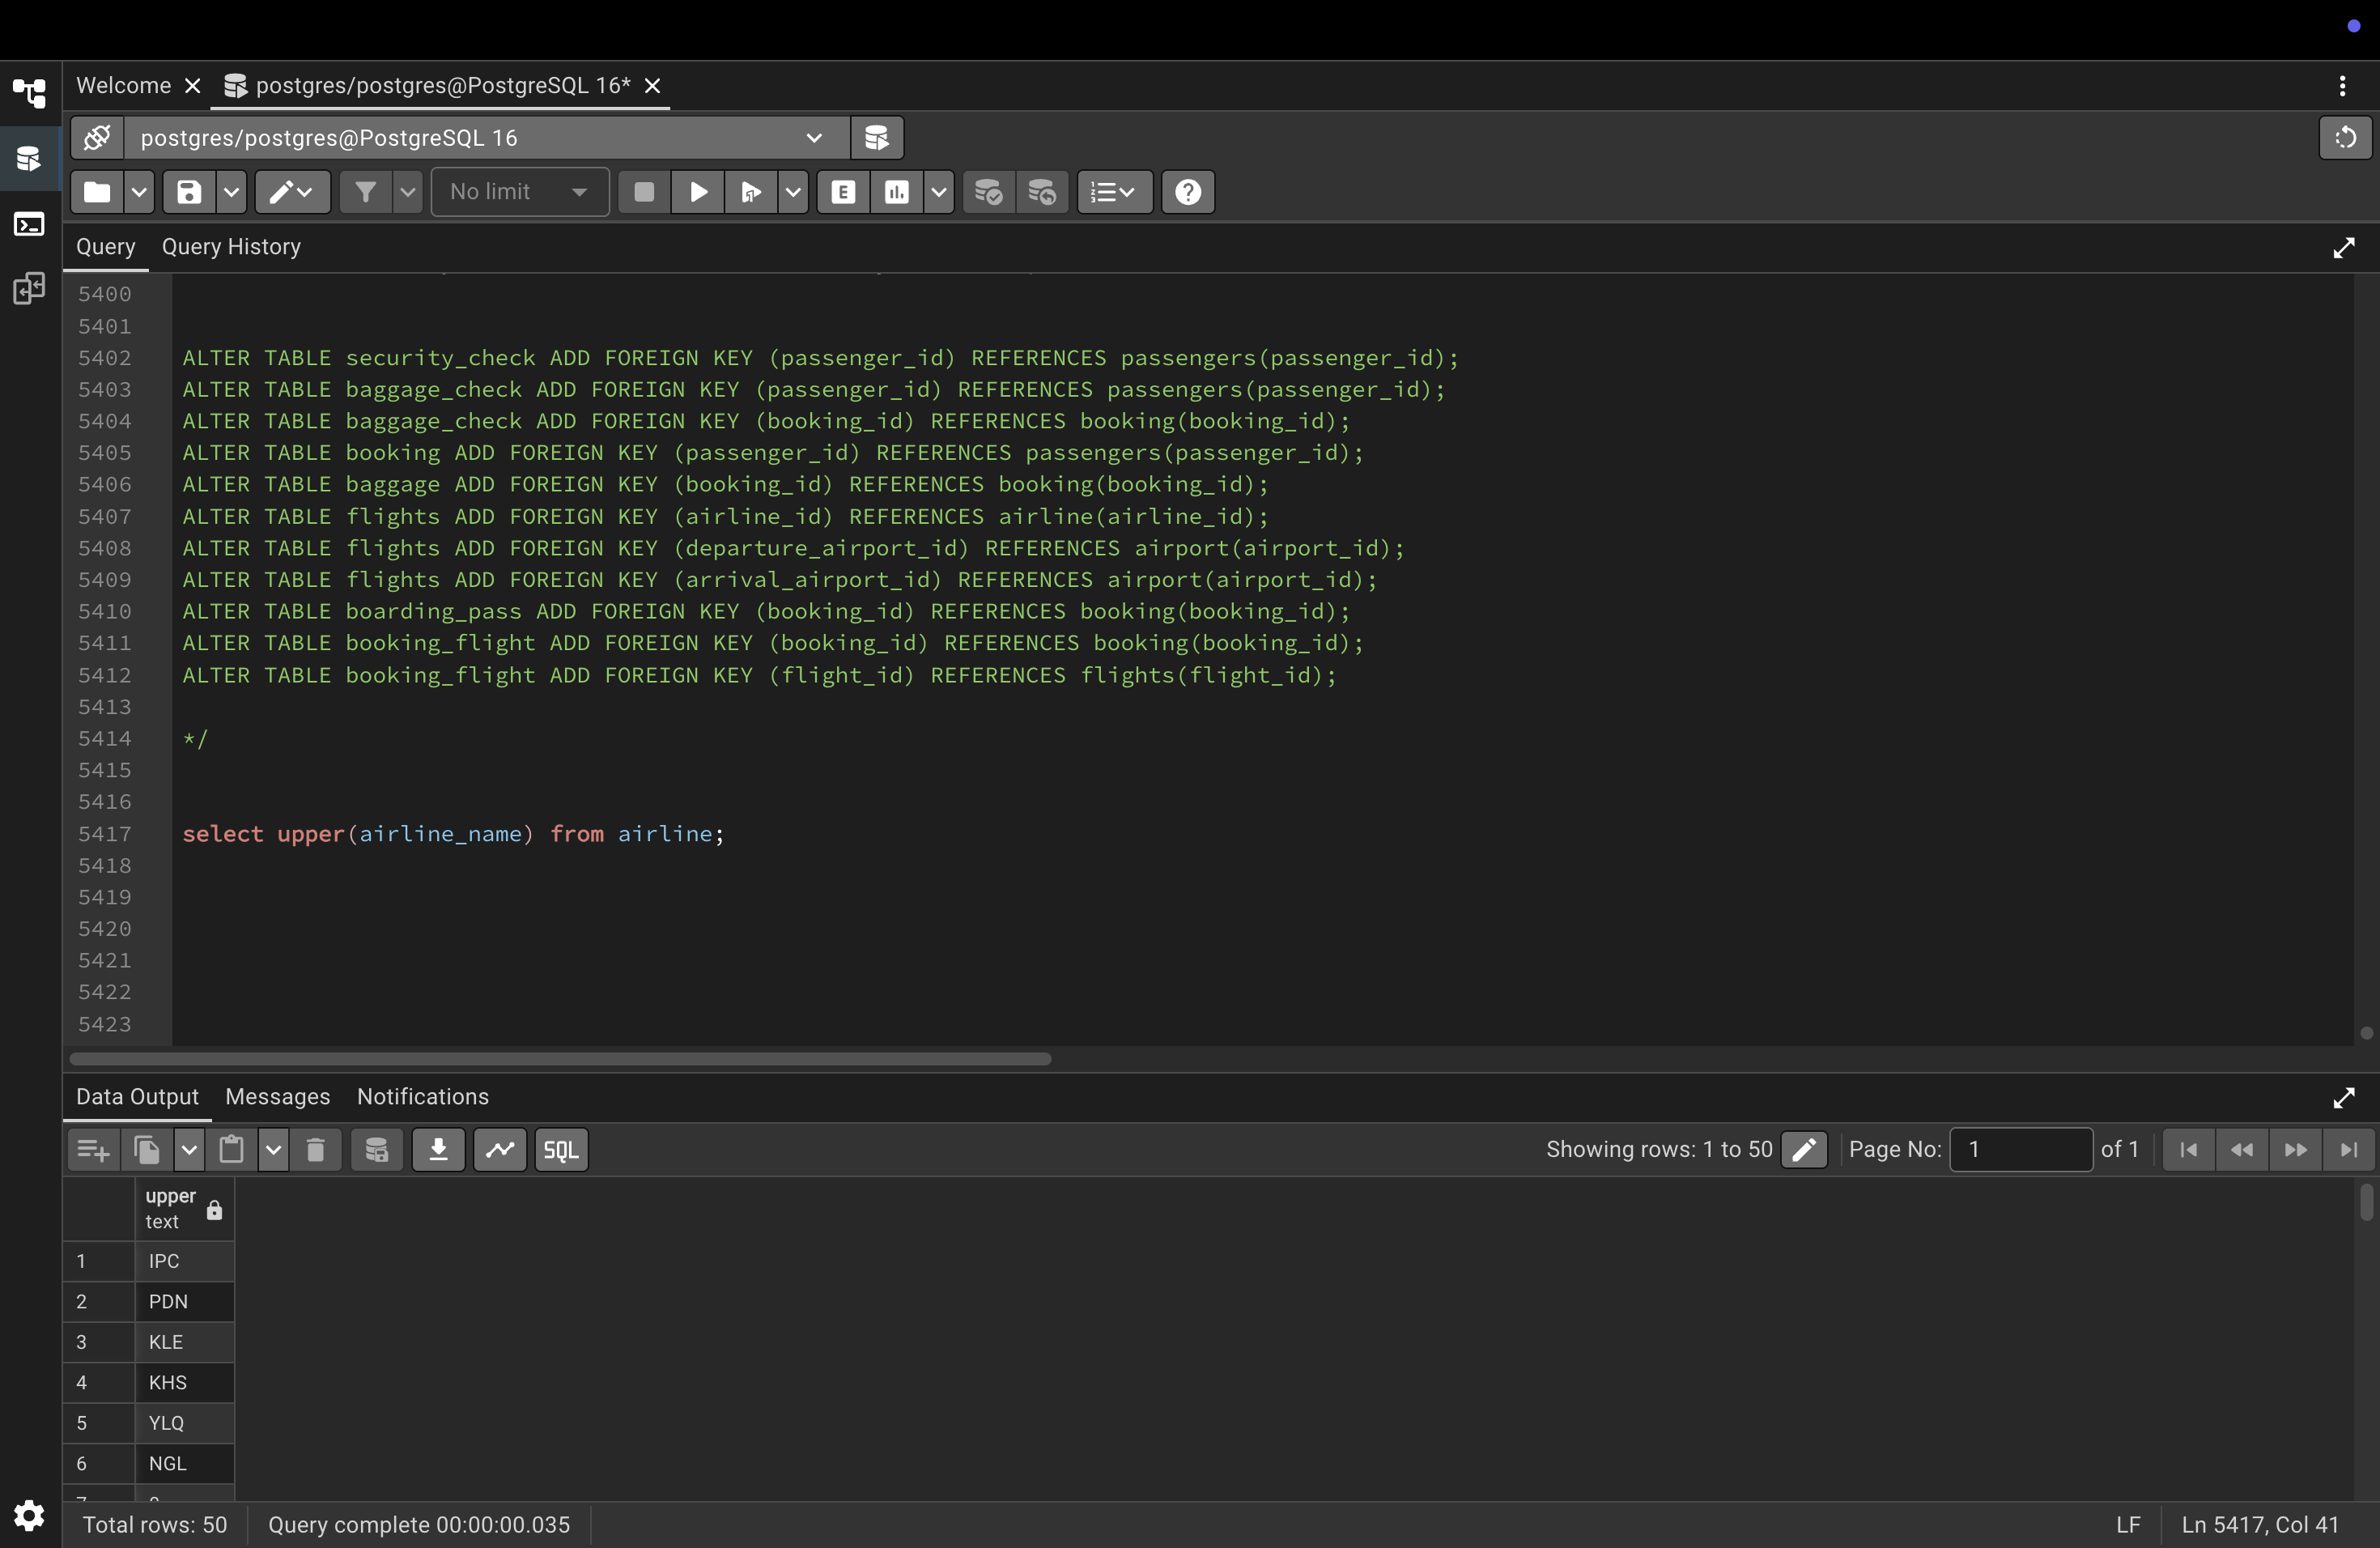 Welcome
postgres/postgres@PostgreSQL 16*
postgres/postgres@PostgreSQL 16
No limit
E
Query Query History
5400
5401
5402 ALTER TABLE security_check ADD FOREIGN KEY (passenger_id) REFERENCES passengers(passenger_id);
5403 ALTER TABLE baggage_check ADD FOREIGN KEY (passenger_id) REFERENCES passengers(passenger_id);
5404 ALTER TABLE baggage_check ADD FOREIGN KEY (booking_id) REFERENCES booking(booking_id);
5405 ALTER TABLE booking ADD FOREIGN KEY (passenger_id) REFERENCES passengers(passenger_id);
5406 ALTER TABLE baggage ADD FOREIGN KEY (booking_id) REFERENCES booking(booking_id);
5407 ALTER TABLE flights ADD FOREIGN KEY (airline_id) REFERENCES airline(airline_id);
5408 ALTER TABLE flights ADD FOREIGN KEY (departure_airport_id) REFERENCES airport(airport_id);
5409 ALTER TABLE flights ADD FOREIGN KEY (arrival_airport_id) REFERENCES airport(airport_id);
5410 ALTER TABLE boarding_pass ADD FOREIGN KEY (booking_id) REFERENCES booking(booking_id);
5411 ALTER TABLE booking_flight ADD FOREIGN KEY (booking_id) REFERENCES booking(booking_id);
5412 ALTER TABLE booking_flight ADD FOREIGN KEY (flight_id) REFERENCES flights(flight_id);
5413
5414 */
5415
5416
5417 select upper(airline_name) from airline;
5418
5419
5420
5421
5422
5423
Data Output Messages Notifications
SQL Showing rows: 1 to 50 Page No: 1 of 1
upper
text
1 IPC
2 PDN
3 KLE
4 KHS
5 YLQ
6 NGL
Total rows: 50 Query complete 00:00:00.035 LF Ln 5417, Col 41